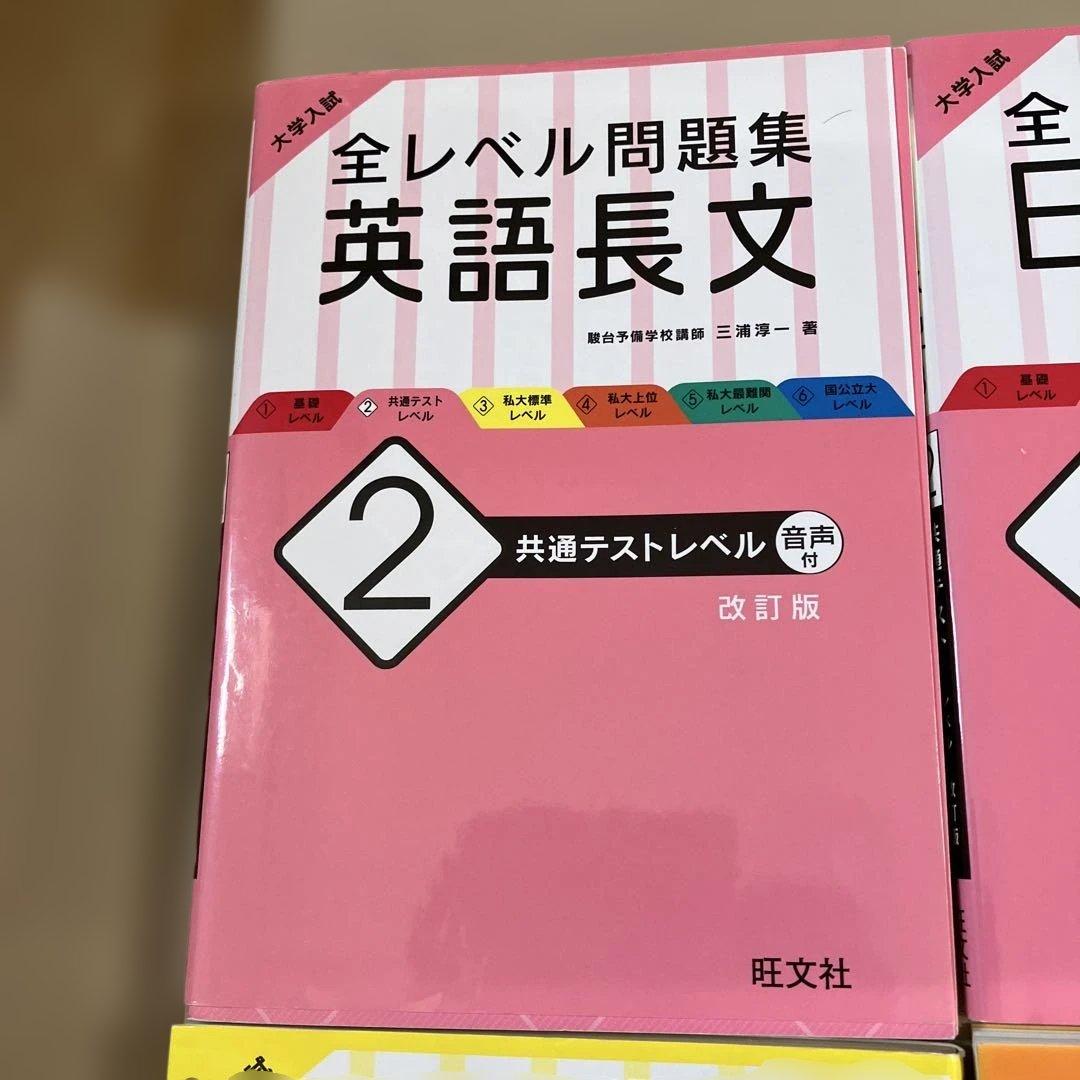 大学入試
全レベル問題集
英語長文
駿台予備学校講師 三浦淳一 著
① 基礎レベル
② 共通テストレベル
③ 私大標準レベル
④ 私大上位レベル
⑤ 私大最難関レベル
⑥ 国公立大レベル
2
共通テストレベル
音声付
改訂版
旺文社
大学入試
全
① 基礎レベル